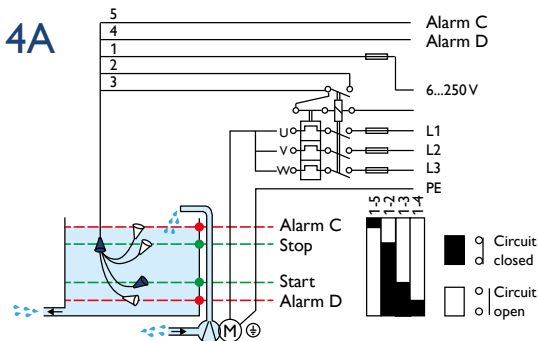 4A
5 Alarm C
4 Alarm D
1
2
3 6...250 V
U L1
V L2
W L3
PE
Alarm C
Stop
Start
Alarm D
M
1-5
1-2
1-3
1-4
Circuit
closed
Circuit
open